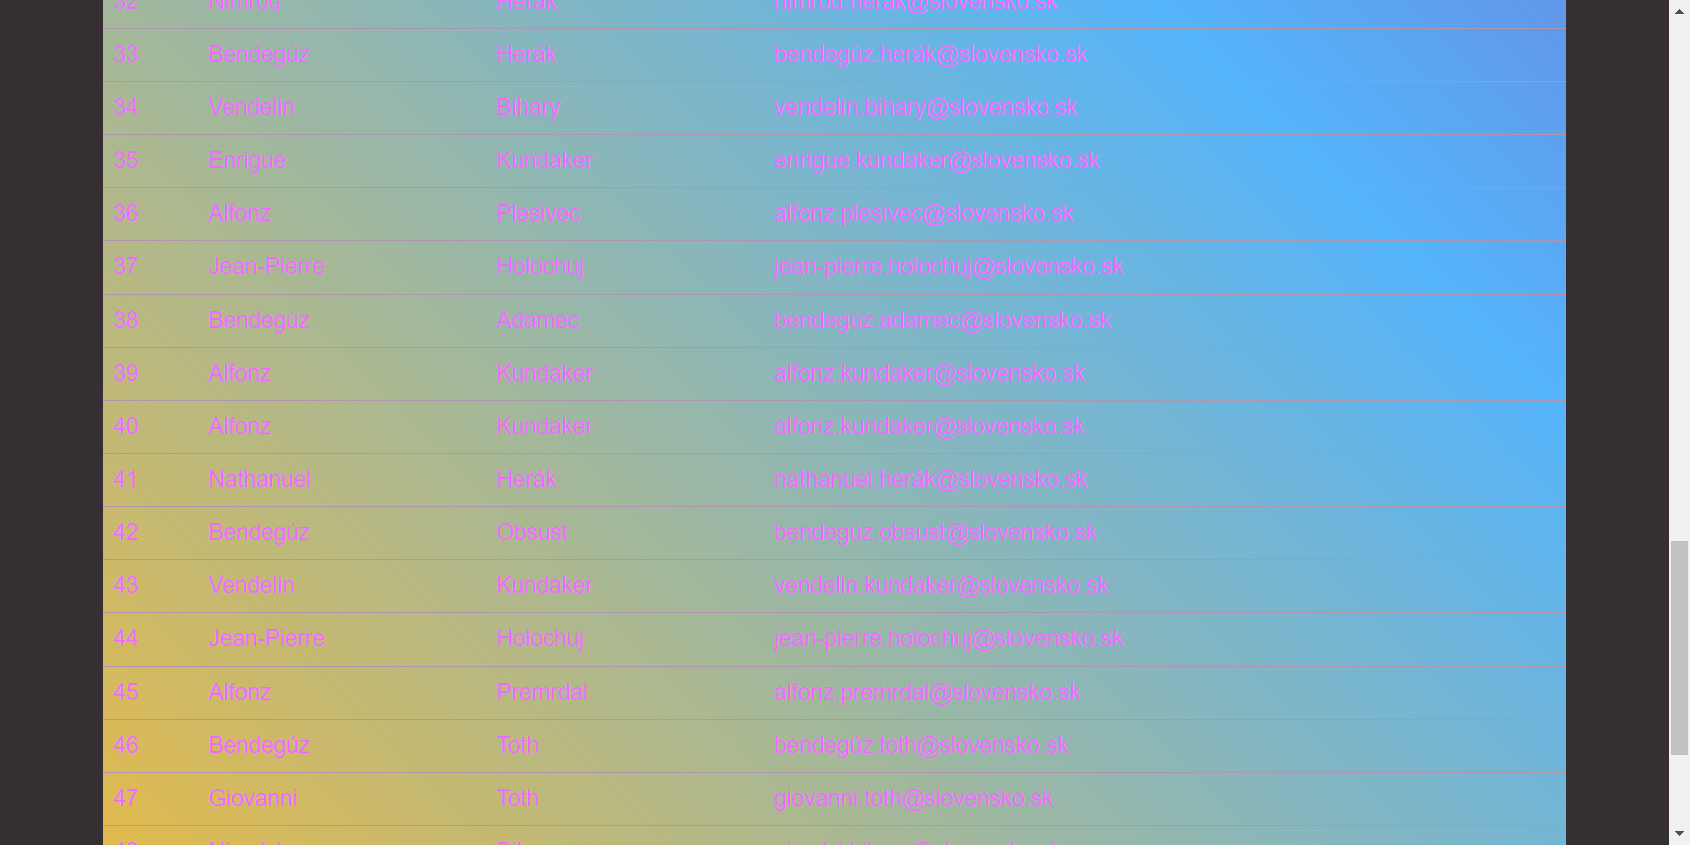 32 Nimrod Herák nimrod.herák@slovensko.sk
33 Bendegúz Herák bendegúz.herák@slovensko.sk
34 Vendelín Bihary vendelín.bihary@slovensko.sk
35 Enrigue Kundaker enrigue.kundaker@slovensko.sk
36 Alfonz Plesivec alfonz.plesivec@slovensko.sk
37 Jean-Pierre Holochuj jean-pierre.holochuj@slovensko.sk
38 Bendegúz Adamec bendegúz.adamec@slovensko.sk
39 Alfonz Kundaker alfonz.kundaker@slovensko.sk
40 Alfonz Kundaker alfonz.kundaker@slovensko.sk
41 Nathanuel Herák nathanuel.herák@slovensko.sk
42 Bendegúz Obsust bendegúz.obsust@slovensko.sk
43 Vendelín Kundaker vendelín.kundaker@slovensko.sk
44 Jean-Pierre Holochuj jean-pierre.holochuj@slovensko.sk
45 Alfonz Premrdal alfonz.premrdal@slovensko.sk
46 Bendegúz Toth bendegúz.toth@slovensko.sk
47 Giovanni Toth giovanni.toth@slovensko.sk